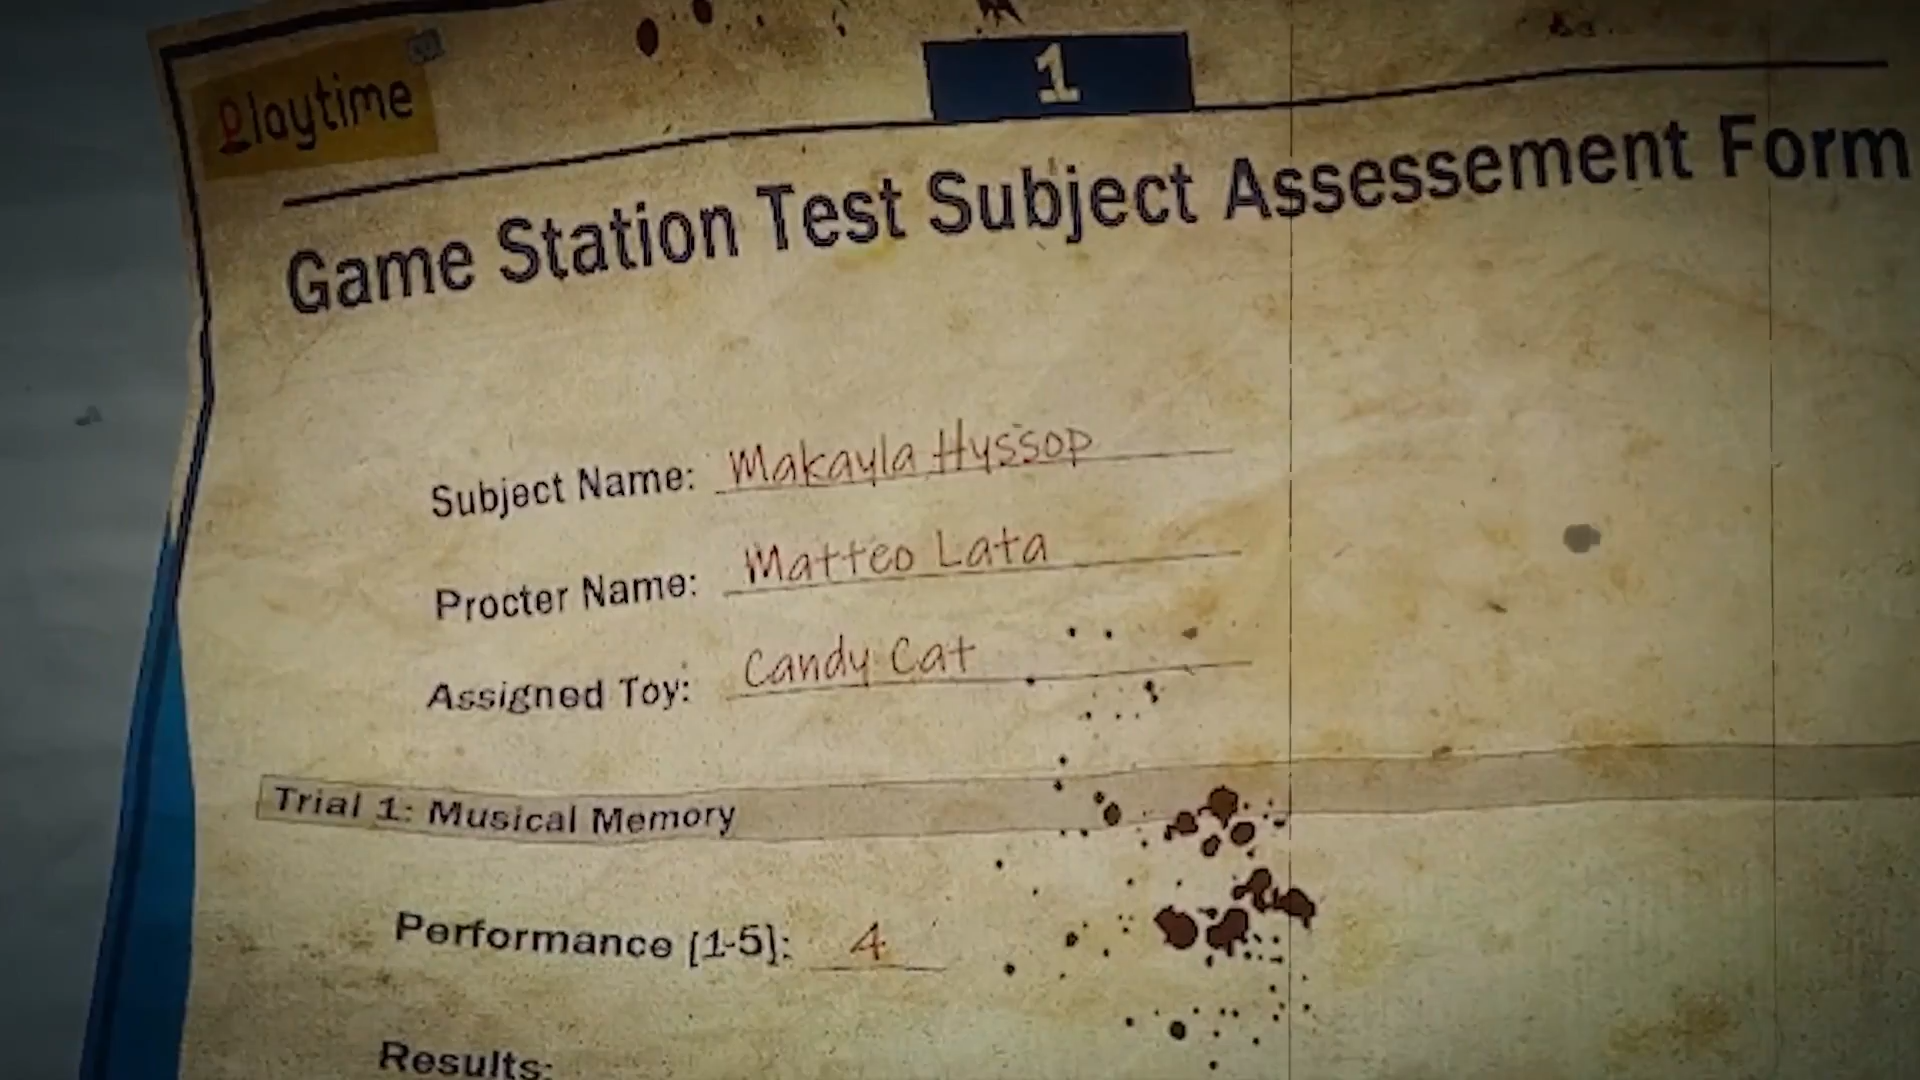 Playtime
1
Game Station Test Subject Assessement Form
Subject Name: Makayla Hyssop
Procter Name: Matteo Lata
Assigned Toy: Candy Cat
Trial 1: Musical Memory
Performance [1-5]: 4
Results: